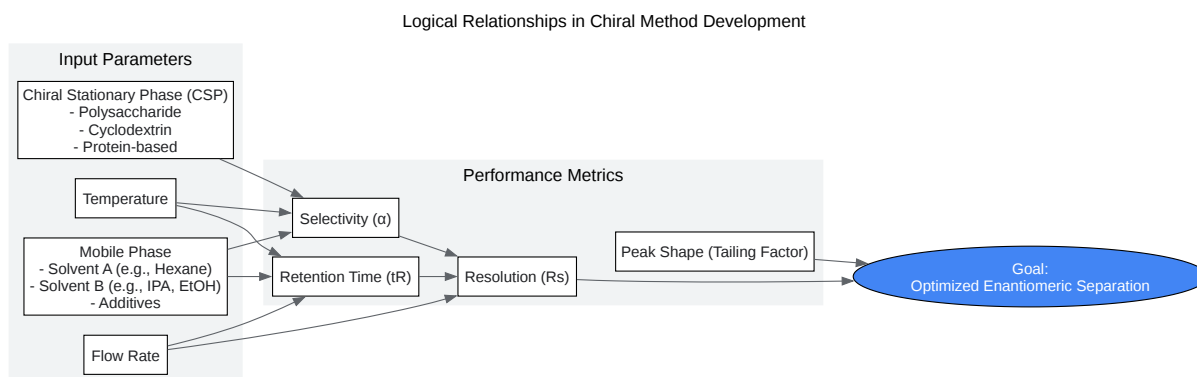 Logical Relationships in Chiral Method Development
Input Parameters
Chiral Stationary Phase (CSP)
- Polysaccharide
- Cyclodextrin
- Protein-based
Temperature
Mobile Phase
- Solvent A (e.g., Hexane)
- Solvent B (e.g., IPA, EtOH)
- Additives
Flow Rate
Performance Metrics
Selectivity (α)
Retention Time (tR)
Resolution (Rs)
Peak Shape (Tailing Factor)
Goal:
Optimized Enantiomeric Separation